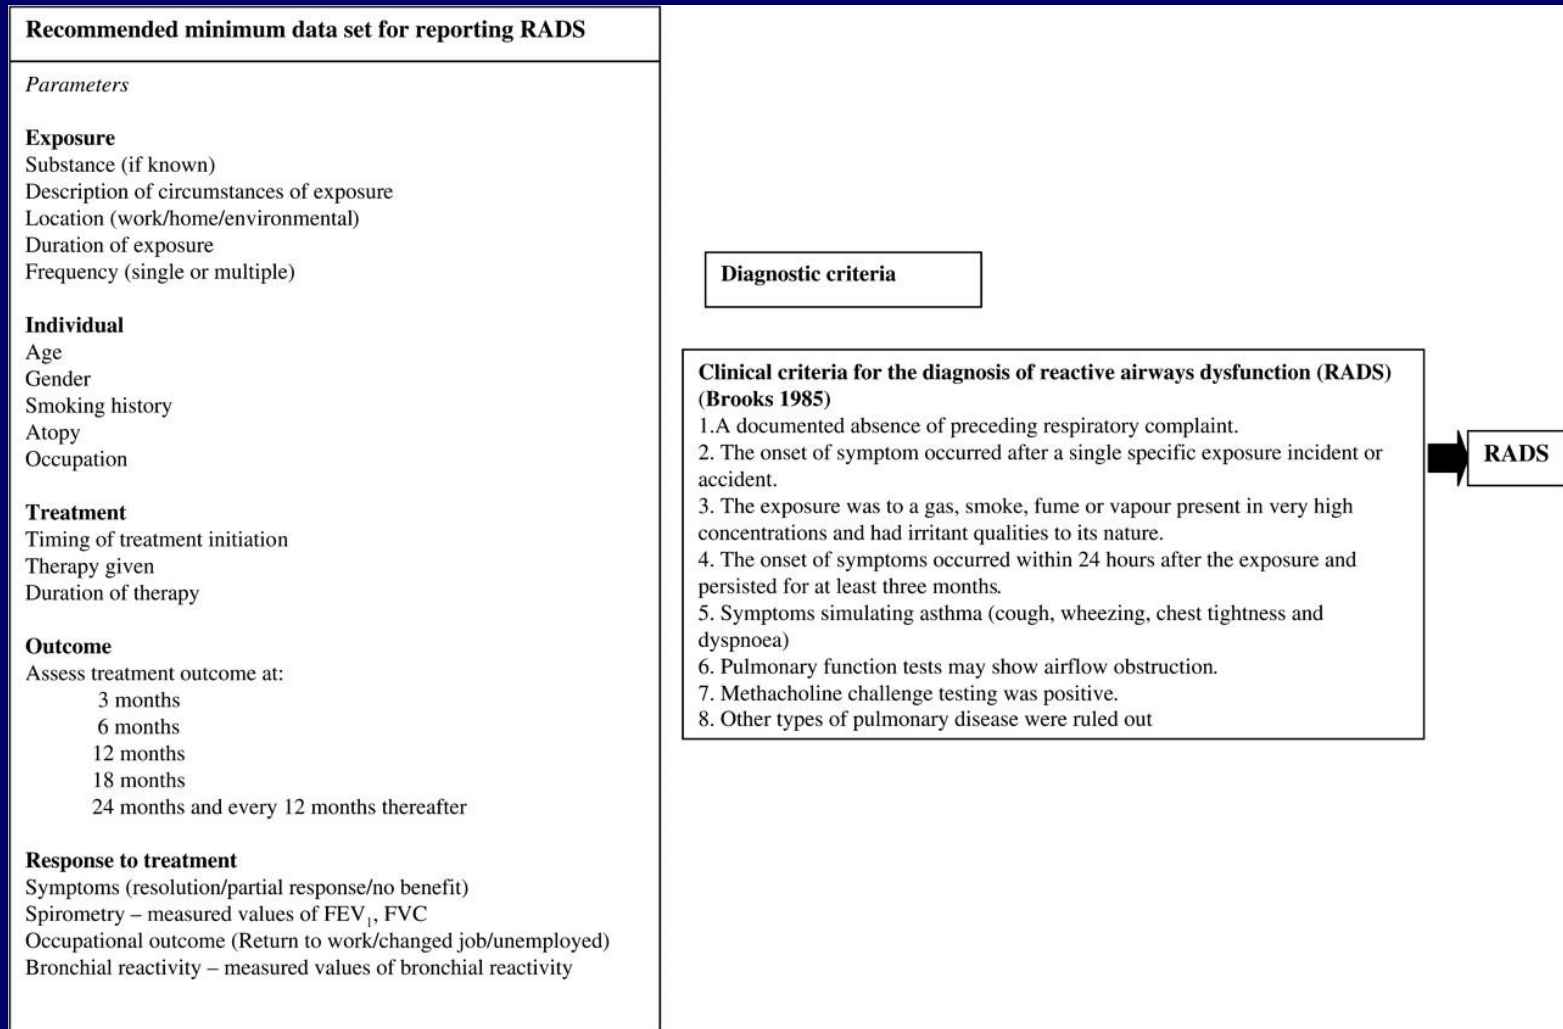 Recommended minimum data set for reporting RADS
Parameters
Exposure
Substance (if known)
Description of circumstances of exposure
Location (work/home/environmental)
Duration of exposure
Frequency (single or multiple)
Individual
Age
Gender
Smoking history
Atopy
Occupation
Treatment
Timing of treatment initiation
Therapy given
Duration of therapy
Outcome
Assess treatment outcome at:
3 months
6 months
12 months
18 months
24 months and every 12 months thereafter
Response to treatment
Symptoms (resolution/partial response/no benefit)
Spirometry – measured values of FEV1, FVC
Occupational outcome (Return to work/changed job/unemployed)
Bronchial reactivity – measured values of bronchial reactivity
Diagnostic criteria
Clinical criteria for the diagnosis of reactive airways dysfunction (RADS)
(Brooks 1985)
1.A documented absence of preceding respiratory complaint.
2. The onset of symptom occurred after a single specific exposure incident or
accident.
3. The exposure was to a gas, smoke, fume or vapour present in very high
concentrations and had irritant qualities to its nature.
4. The onset of symptoms occurred within 24 hours after the exposure and
persisted for at least three months.
5. Symptoms simulating asthma (cough, wheezing, chest tightness and
dyspnoea)
6. Pulmonary function tests may show airflow obstruction.
7. Methacholine challenge testing was positive.
8. Other types of pulmonary disease were ruled out
RADS